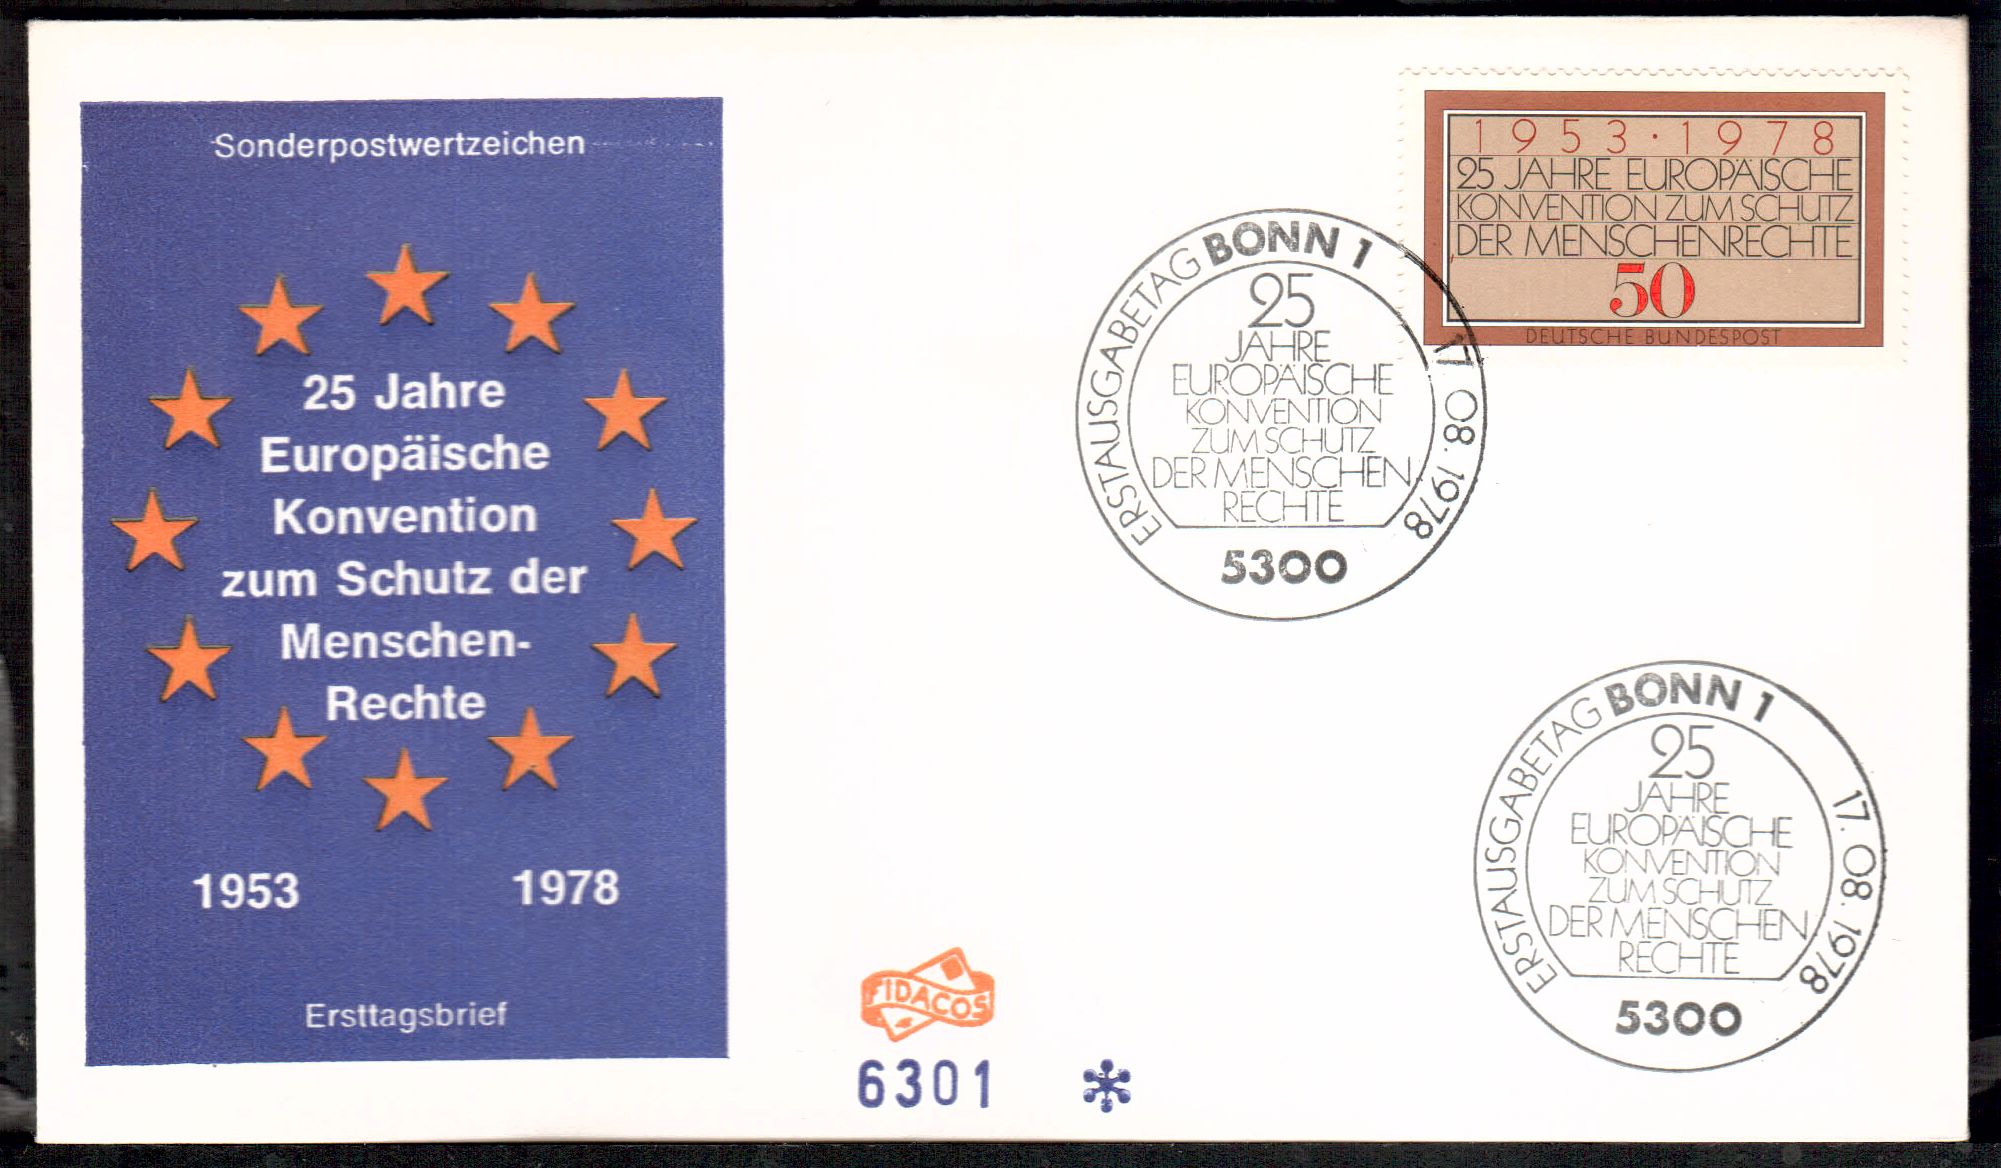 Sonderpostwertzeichen
25 Jahre
Europäische
Konvention
zum Schutz der
Menschen-
Rechte
1953 1978
Ersttagsbrief
FIDACOS
6301
1953·1978
25 JAHRE EUROPÄISCHE
KONVENTION ZUM SCHUTZ
DER MENSCHENRECHTE
50
DEUTSCHE BUNDESPOST
ERSTAUSGABETAG BONN 1 17.08.1978
25
JAHRE
EUROPÄISCHE
KONVENTION
ZUM SCHUTZ
DER MENSCHEN
RECHTE
5300
ERSTAUSGABETAG BONN 1 17.08.1978
25
JAHRE
EUROPÄISCHE
KONVENTION
ZUM SCHUTZ
DER MENSCHEN
RECHTE
5300